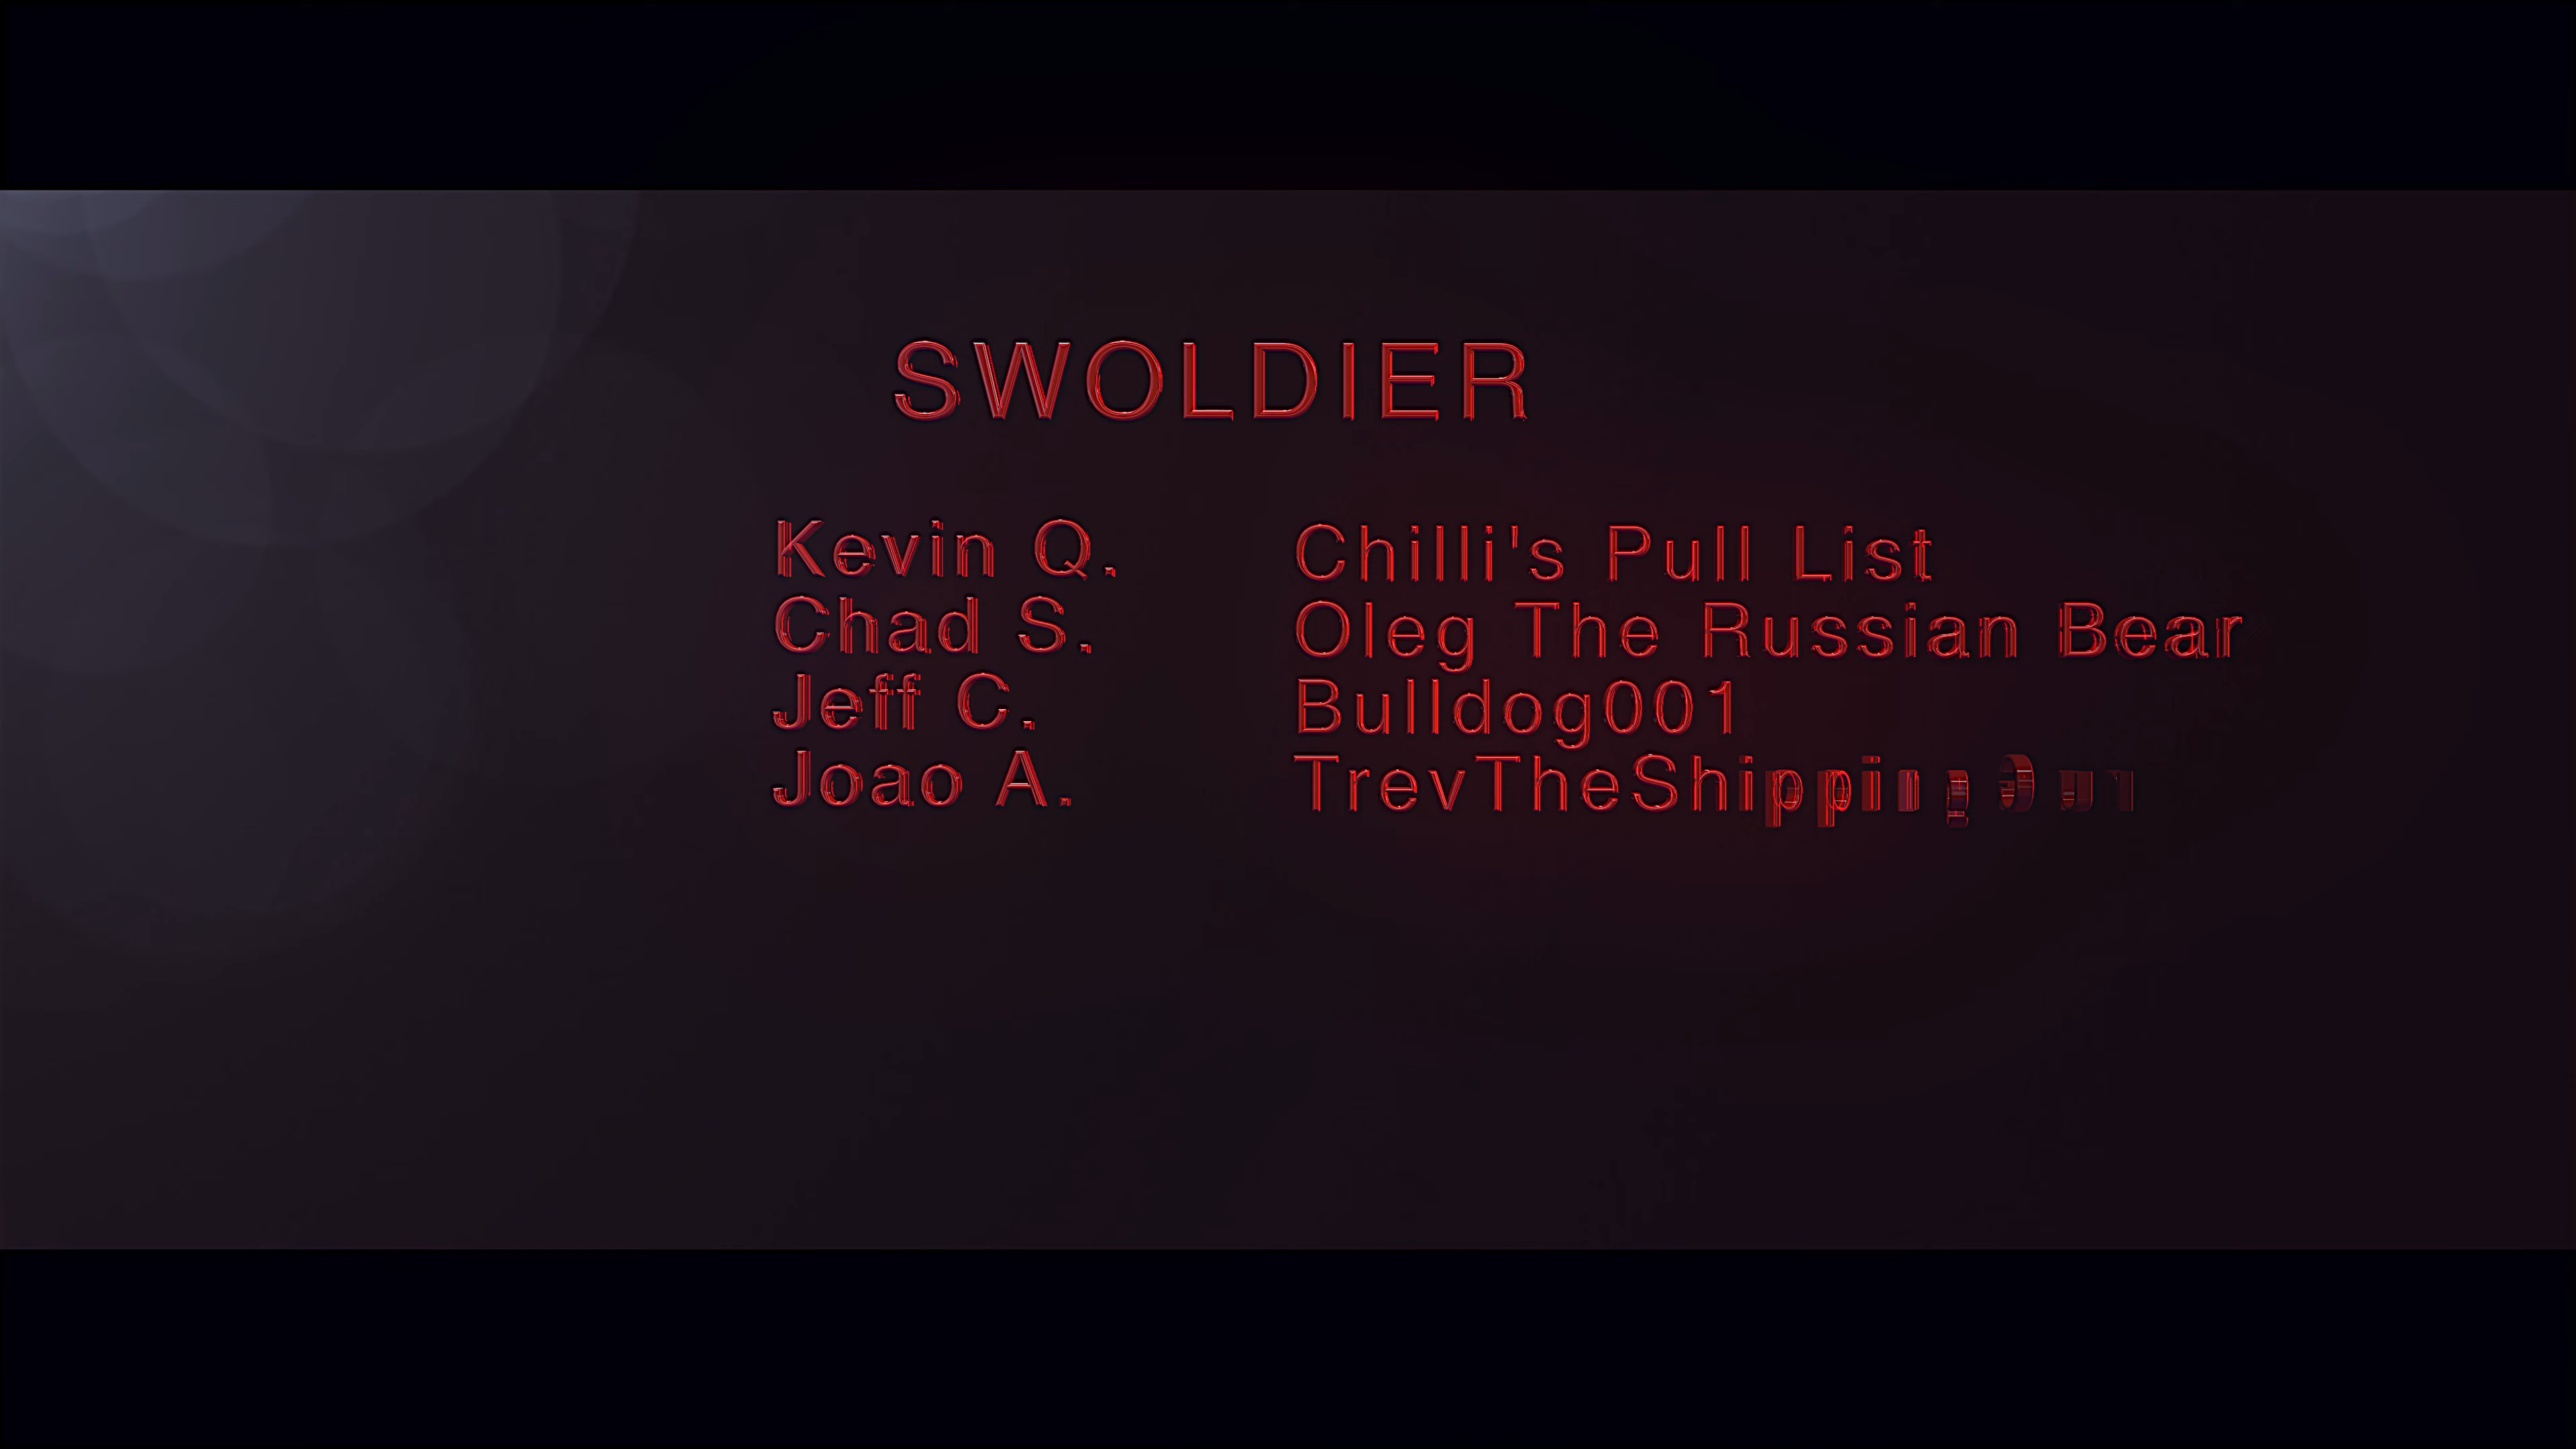 SWOLDIER
Kevin Q. Chilli's Pull List
Chad S. Oleg The Russian Bear
Jeff C. Bulldog001
Joao A.